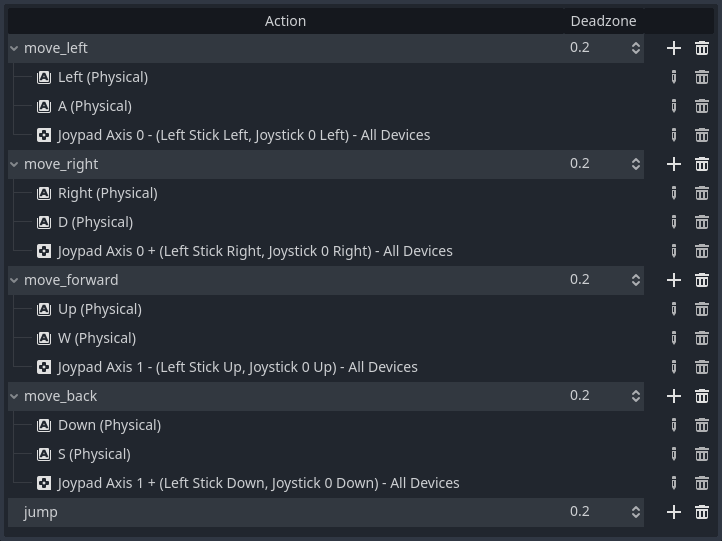 Action Deadzone
move_left 0.2
Left (Physical)
A (Physical)
Joypad Axis 0 - (Left Stick Left, Joystick 0 Left) - All Devices
move_right 0.2
Right (Physical)
D (Physical)
Joypad Axis 0 + (Left Stick Right, Joystick 0 Right) - All Devices
move_forward 0.2
Up (Physical)
W (Physical)
Joypad Axis 1 - (Left Stick Up, Joystick 0 Up) - All Devices
move_back 0.2
Down (Physical)
S (Physical)
Joypad Axis 1 + (Left Stick Down, Joystick 0 Down) - All Devices
jump 0.2